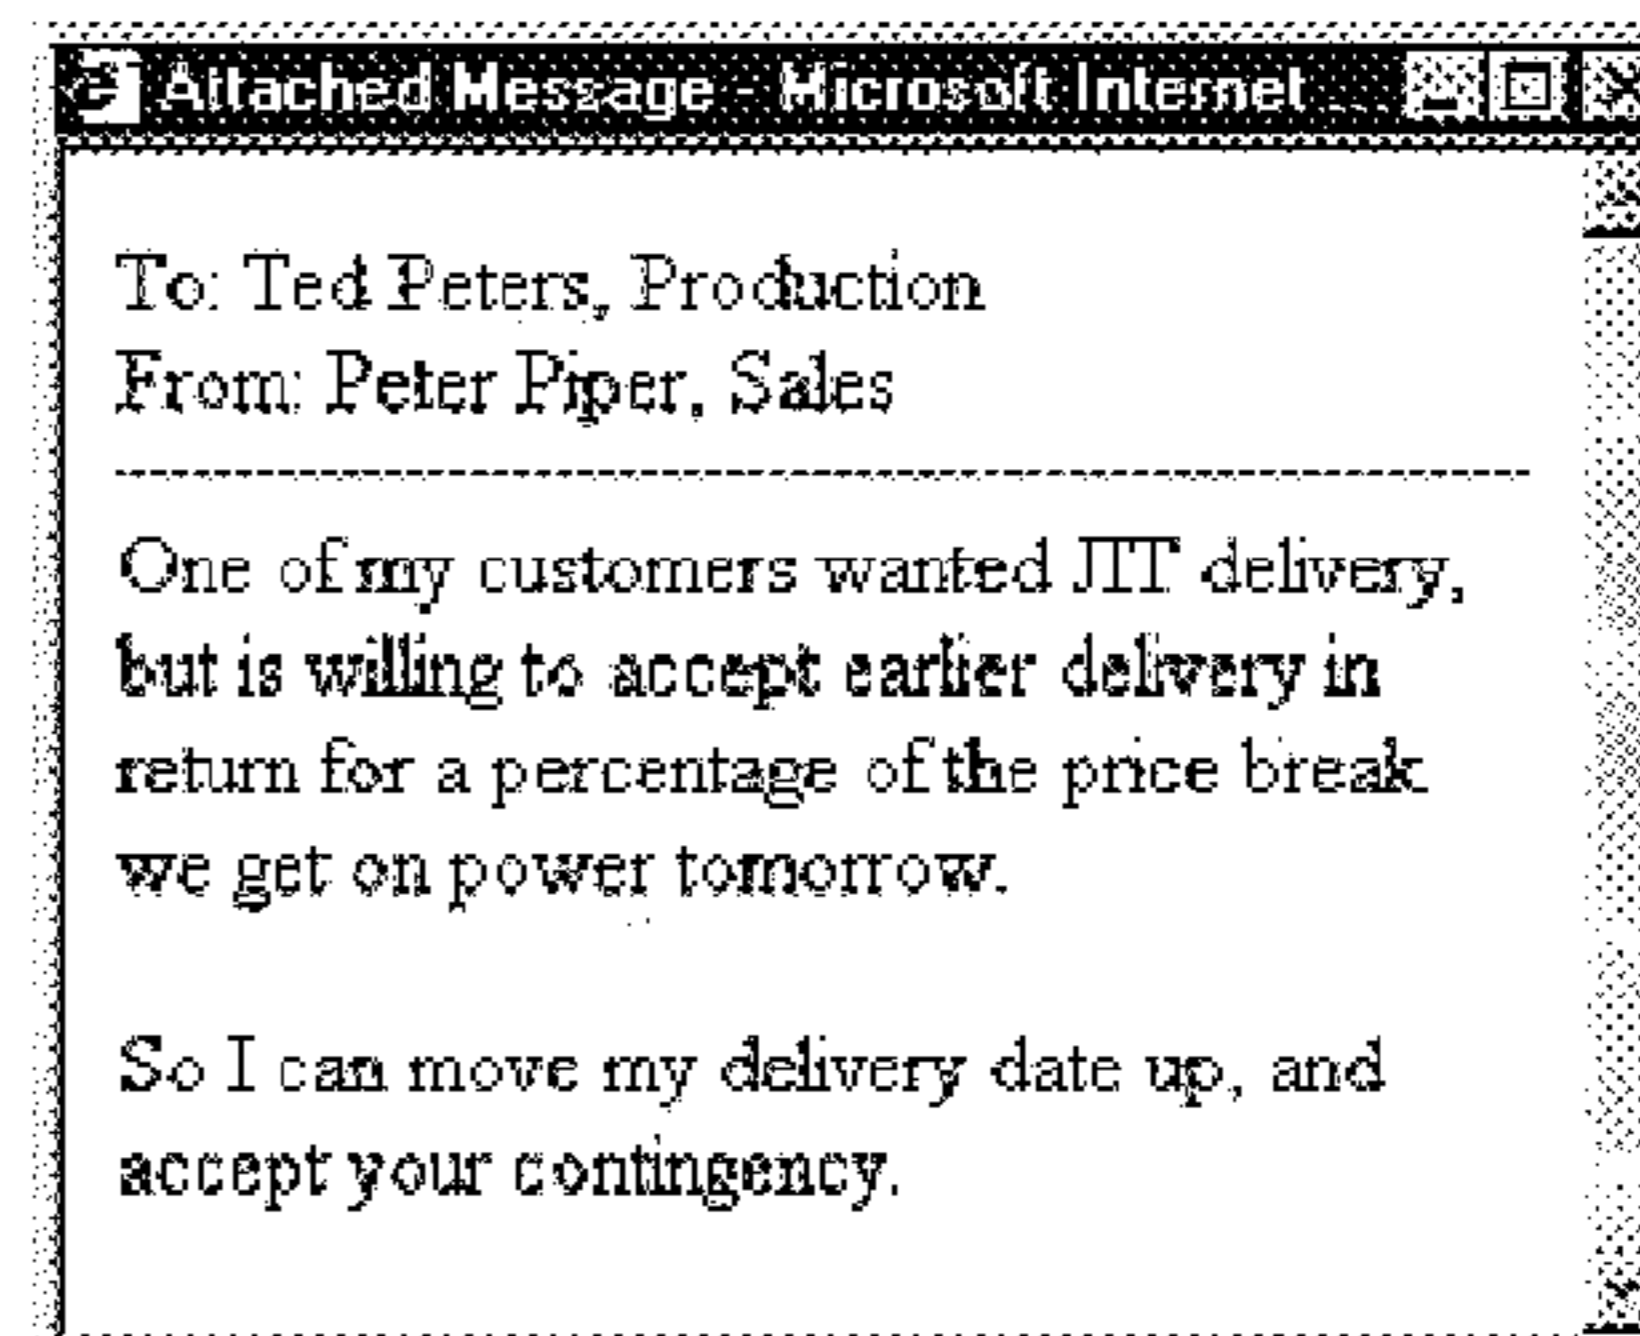 Attached Message - Microsoft Internet
To: Ted Peters, Production
From: Peter Piper, Sales
--------------------------------------------------------------
One of my customers wanted JIT delivery,
but is willing to accept earlier delivery in
return for a percentage of the price break
we get on power tomorrow.
So I can move my delivery date up, and
accept your contingency.